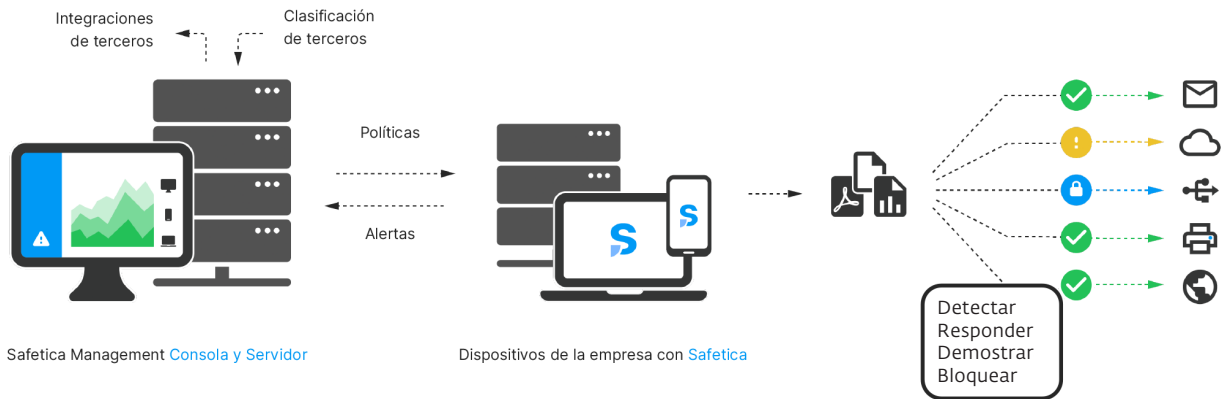 Integraciones
de terceros
Clasificación
de terceros
Políticas
Alertas
Safetica Management Consola y Servidor
Dispositivos de la empresa con Safetica
Detectar
Responder
Demostrar
Bloquear